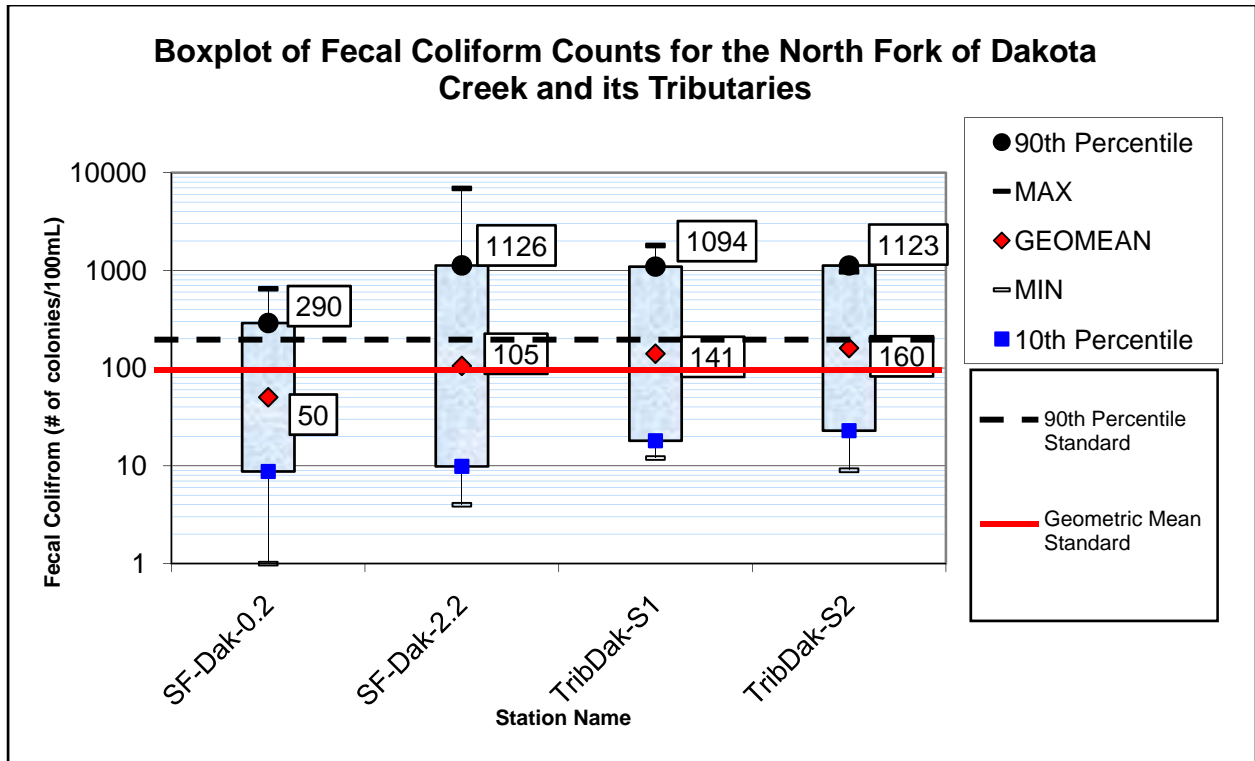 Boxplot of Fecal Coliform Counts for the North Fork of Dakota
Creek and its Tributaries
Fecal Colifrom (# of colonies/100mL)
10000
1000
100
10
1
290
50
1126
105
1094
141
1123
160
SF-Dak-0.2
SF-Dak-2.2
TribDak-S1
TribDak-S2
Station Name
90th Percentile
MAX
GEOMEAN
MIN
10th Percentile
90th Percentile
Standard
Geometric Mean
Standard